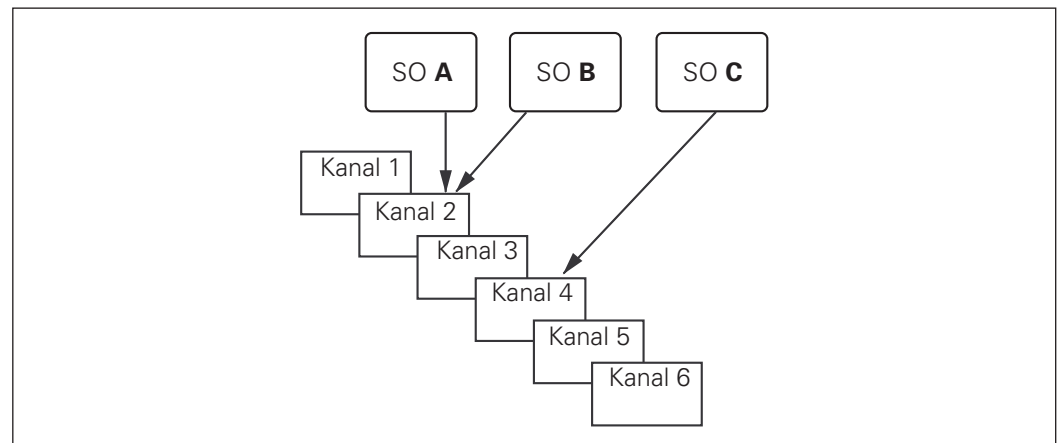 SO A
SO B
SO C
Kanal 1
Kanal 2
Kanal 3
Kanal 4
Kanal 5
Kanal 6